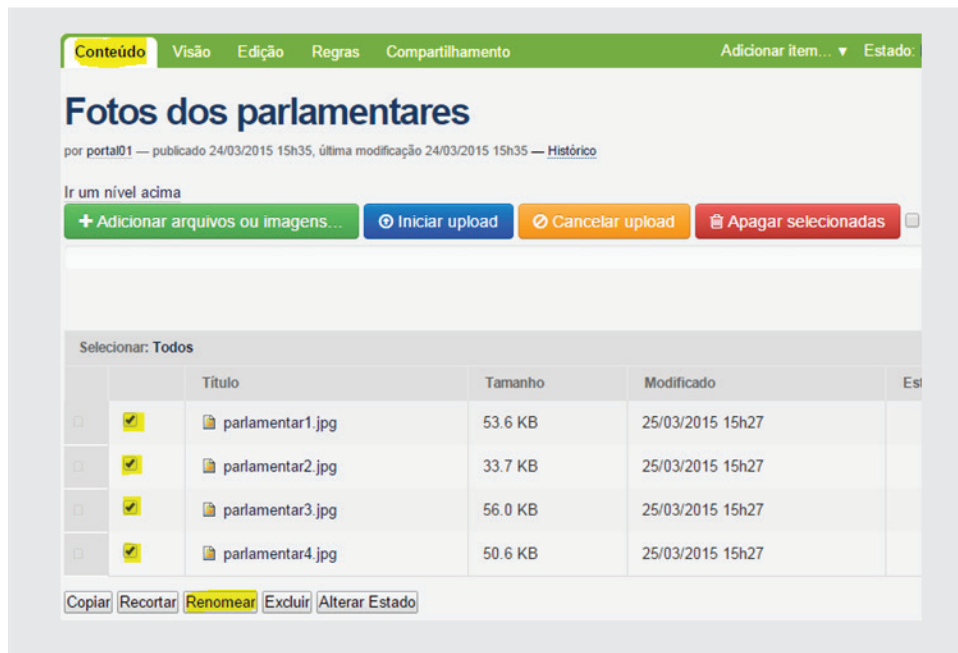 Conteúdo Visão Edição Regras Compartilhamento Adicionar item... ▼ Estado:
Fotos dos parlamentares
por portal01 — publicado 24/03/2015 15h35, última modificação 24/03/2015 15h35 — Histórico
Ir um nível acima
Adicionar arquivos ou imagens... Iniciar upload Cancelar upload Apagar selecionadas
Selecionar: Todos
Título Tamanho Modificado
parlamentar1.jpg 53.6 KB 25/03/2015 15h27
parlamentar2.jpg 33.7 KB 25/03/2015 15h27
parlamentar3.jpg 56.0 KB 25/03/2015 15h27
parlamentar4.jpg 50.6 KB 25/03/2015 15h27
Copiar Recortar Renomear Excluir Alterar Estado